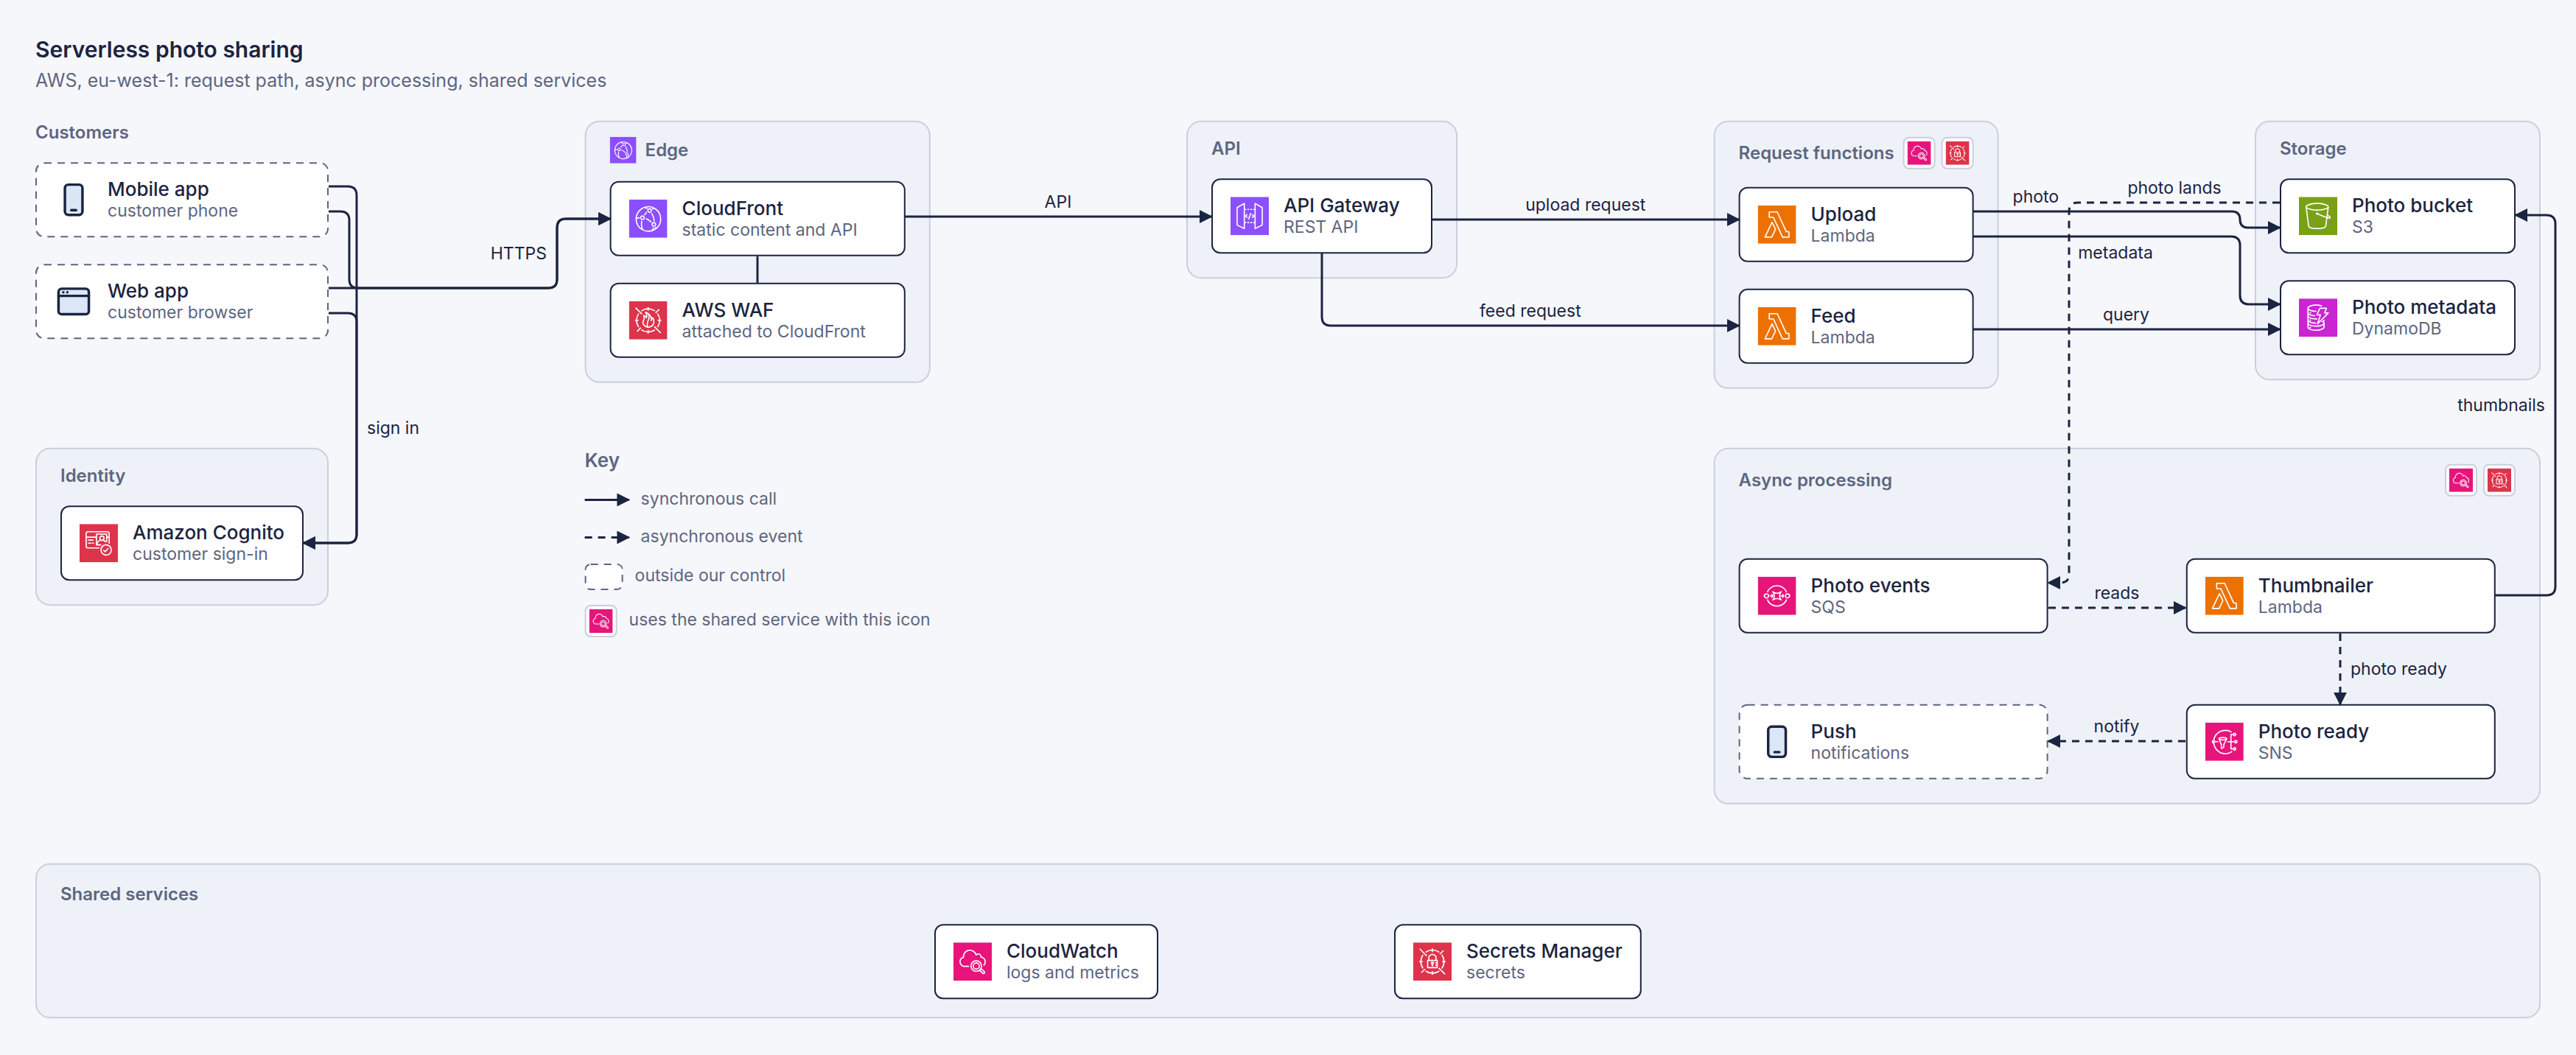 Serverless photo sharing
AWS, eu-west-1: request path, async processing, shared services
Customers
Mobile app
customer phone
Web app
customer browser
HTTPS
sign in
Identity
Amazon Cognito
customer sign-in
Edge
CloudFront
static content and API
AWS WAF
attached to CloudFront
API
API
API Gateway
REST API
upload request
feed request
Request functions
Upload
Lambda
Feed
Lambda
photo
photo lands
metadata
query
Storage
Photo bucket
S3
Photo metadata
DynamoDB
thumbnails
Key
synchronous call
asynchronous event
outside our control
uses the shared service with this icon
Async processing
Photo events
SQS
reads
Thumbnailer
Lambda
photo ready
Push
notifications
notify
Photo ready
SNS
Shared services
CloudWatch
logs and metrics
Secrets Manager
secrets